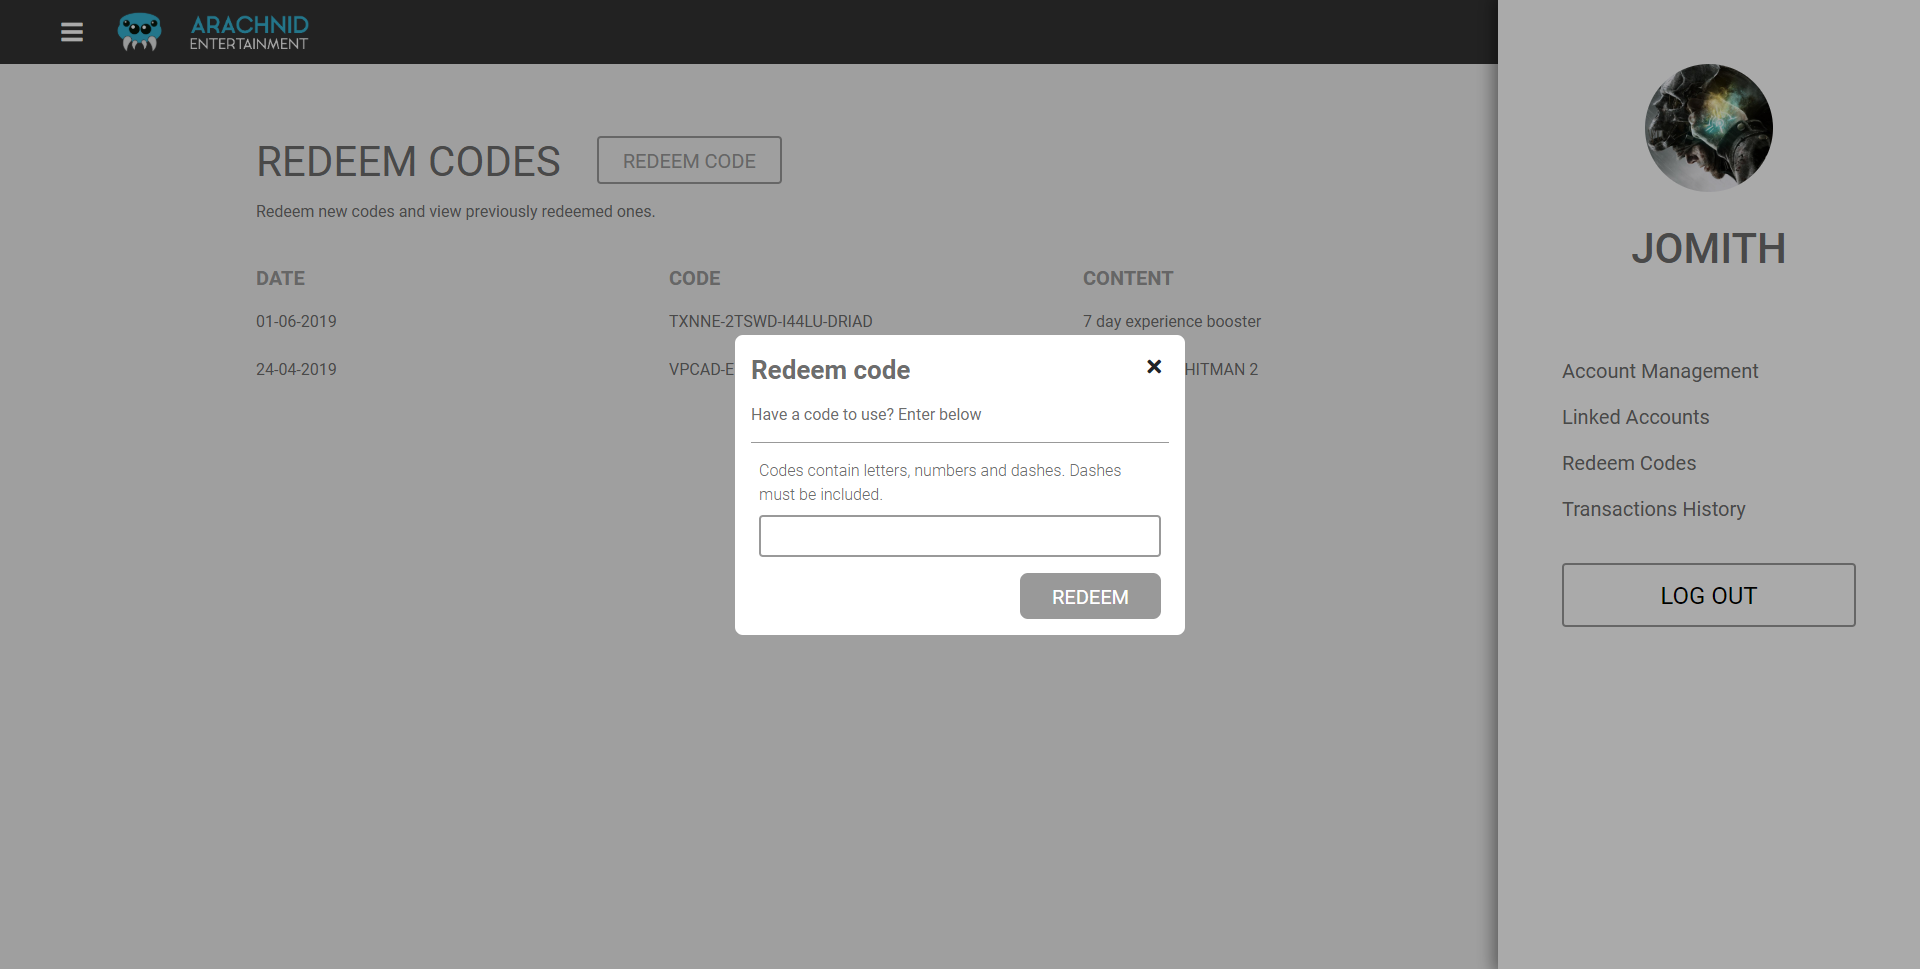 ARACHNID
ENTERTAINMENT
REDEEM CODES
REDEEM CODE
Redeem new codes and view previously redeemed ones.
DATE CODE CONTENT
01-06-2019 TXNNE-2TSWD-I44LU-DRIAD 7 day experience booster
24-04-2019 VPCAD-E HITMAN 2
Redeem code
Have a code to use? Enter below
Codes contain letters, numbers and dashes. Dashes
must be included.
REDEEM
JOMITH
Account Management
Linked Accounts
Redeem Codes
Transactions History
LOG OUT